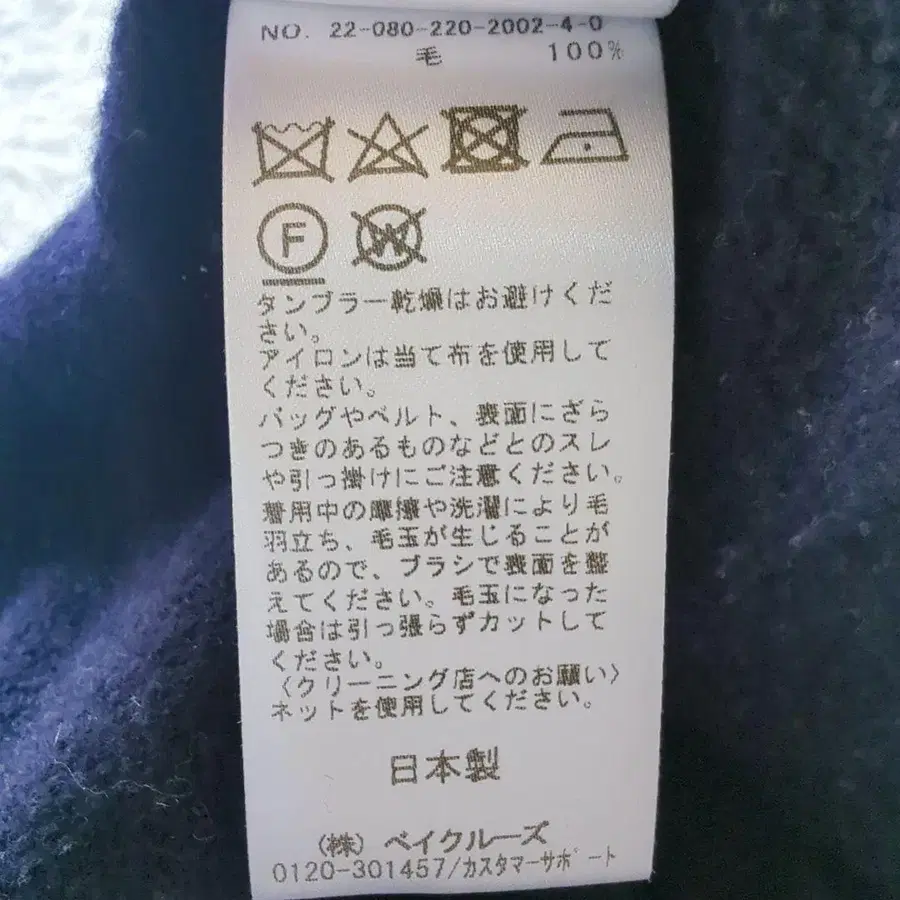 NO. 22-080-220-2002-4-0
毛 100%
F
W
タンブラー乾燥はお避けくだ
さい。
アイロンは当て布を使用して
ください。
バッグやベルト、表面にざら
つきのあるものなどとのスレ
や引っ掛けにご注意ください。
着用中の摩擦や洗濯により毛
羽立ち、毛玉が生じることが
あるので、ブラシで表面を整
えてください。毛玉になった
場合は引っ張らずカットして
ください。
〈クリーニング店へのお願い〉
ネットを使用してください。
日本製
(株) ベイクルーズ
0120-301457/カスタマーサポート